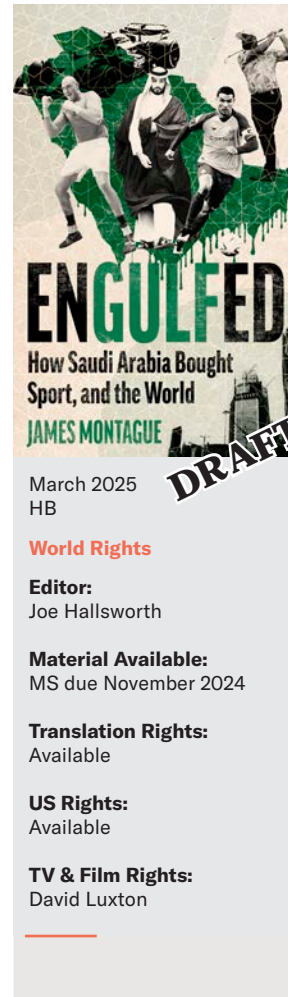 ENGULFED
How Saudi Arabia Bought
Sport, and the World
JAMES MONTAGUE
DRAFT
March 2025
HB
World Rights
Editor:
Joe Hallsworth
Material Available:
MS due November 2024
Translation Rights:
Available
US Rights:
Available
TV & Film Rights:
David Luxton